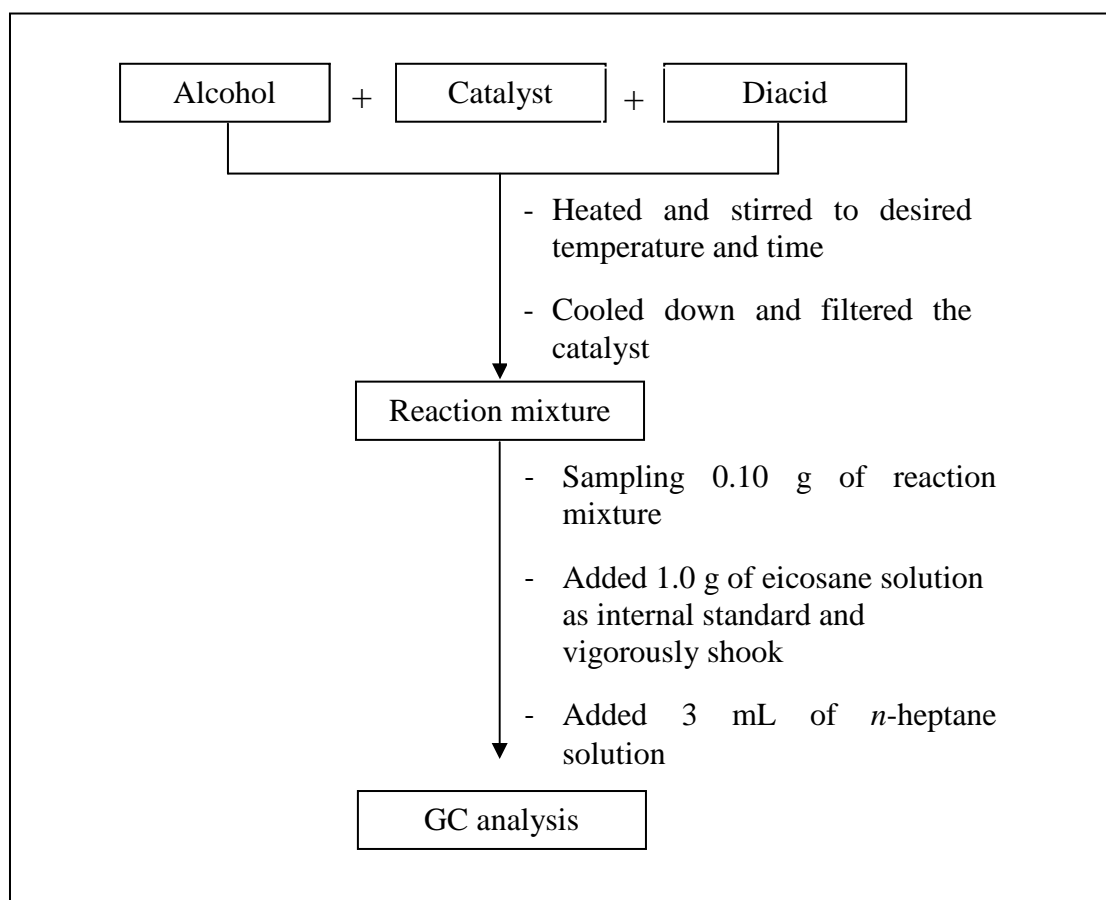 Alcohol + Catalyst + Diacid
- Heated and stirred to desired
temperature and time
- Cooled down and filtered the
catalyst
Reaction mixture
- Sampling 0.10 g of reaction
mixture
- Added 1.0 g of eicosane solution
as internal standard and
vigorously shook
- Added 3 mL of n-heptane
solution
GC analysis